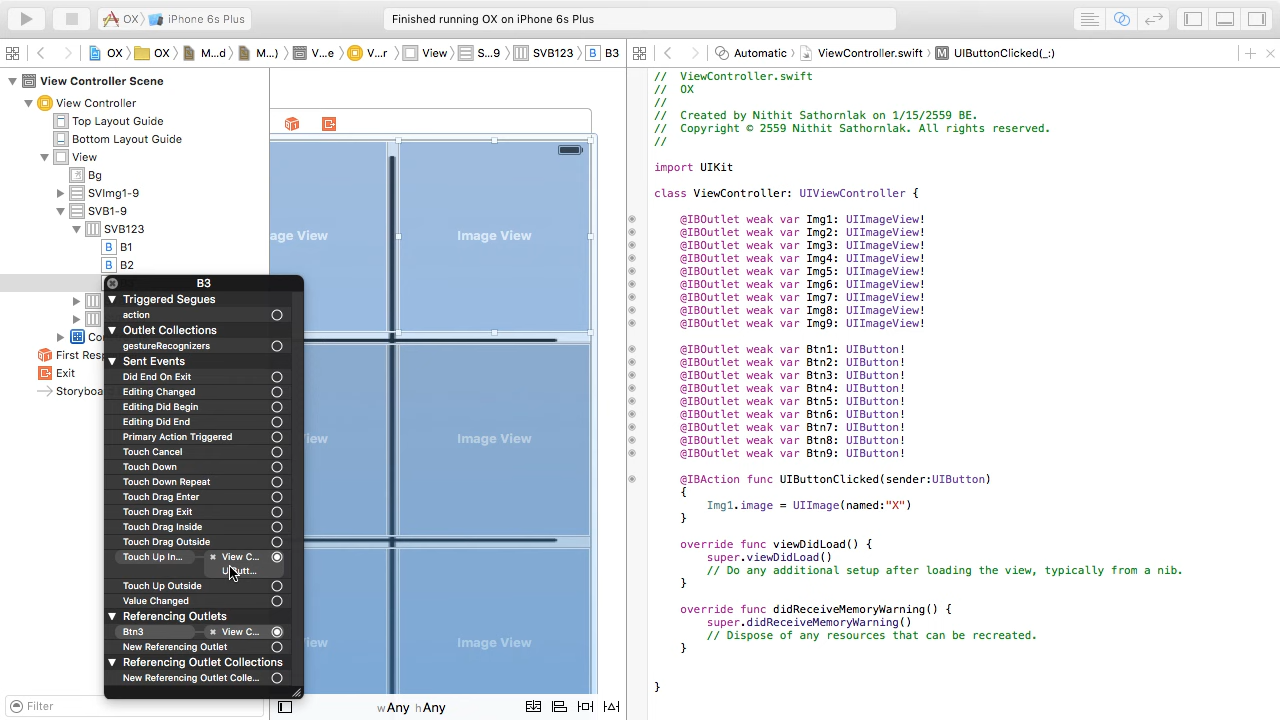 OX 〉 iPhone 6s Plus
Finished running OX on iPhone 6s Plus
OX 〉 OX 〉 M...d 〉 M...) 〉 V...e 〉 V...r 〉 View 〉 S...9 〉 SVB123 〉 B B3
Automatic 〉 ViewController.swift 〉 M UIButtonClicked(_:)
View Controller Scene
View Controller
Top Layout Guide
Bottom Layout Guide
View
Bg
SVImg1-9
SVB1-9
SVB123
B B1
B B2
Co
First Resp
Exit
Storyboa
Filter
B3
Triggered Segues
action
Outlet Collections
gestureRecognizers
Sent Events
Did End On Exit
Editing Changed
Editing Did Begin
Editing Did End
Primary Action Triggered
Touch Cancel
Touch Down
Touch Down Repeat
Touch Drag Enter
Touch Drag Exit
Touch Drag Inside
Touch Drag Outside
Touch Up In... View C...
Touch Up Outside
Value Changed
Referencing Outlets
Btn3 View C...
New Referencing Outlet
Referencing Outlet Collections
New Referencing Outlet Colle...
age View Image View
View Image View
View Image View
wAny hAny
// ViewController.swift
// OX
//
// Created by Nithit Sathornlak on 1/15/2559 BE.
// Copyright © 2559 Nithit Sathornlak. All rights reserved.
//
import UIKit
class ViewController: UIViewController {
@IBOutlet weak var Img1: UIImageView!
@IBOutlet weak var Img2: UIImageView!
@IBOutlet weak var Img3: UIImageView!
@IBOutlet weak var Img4: UIImageView!
@IBOutlet weak var Img5: UIImageView!
@IBOutlet weak var Img6: UIImageView!
@IBOutlet weak var Img7: UIImageView!
@IBOutlet weak var Img8: UIImageView!
@IBOutlet weak var Img9: UIImageView!
@IBOutlet weak var Btn1: UIButton!
@IBOutlet weak var Btn2: UIButton!
@IBOutlet weak var Btn3: UIButton!
@IBOutlet weak var Btn4: UIButton!
@IBOutlet weak var Btn5: UIButton!
@IBOutlet weak var Btn6: UIButton!
@IBOutlet weak var Btn7: UIButton!
@IBOutlet weak var Btn8: UIButton!
@IBOutlet weak var Btn9: UIButton!
@IBAction func UIButtonClicked(sender:UIButton)
{
Img1.image = UIImage(named:"X")
}
override func viewDidLoad() {
super.viewDidLoad()
// Do any additional setup after loading the view, typically from a nib.
}
override func didReceiveMemoryWarning() {
super.didReceiveMemoryWarning()
// Dispose of any resources that can be recreated.
}
}